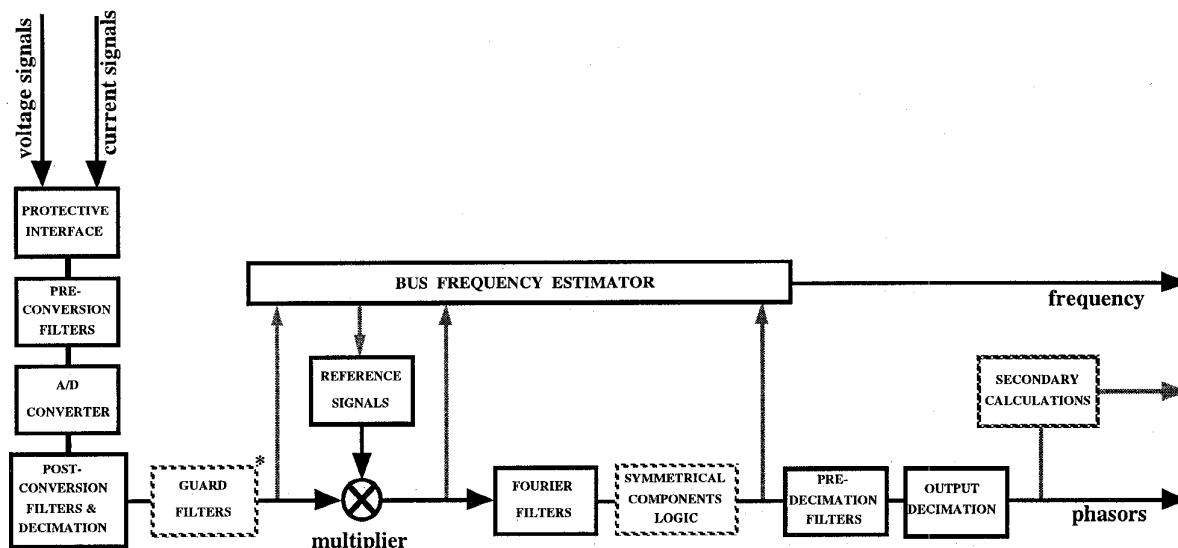 voltage signals
current signals
PROTECTIVE
INTERFACE
PRE-
CONVERSION
FILTERS
A/D
CONVERTER
POST-
CONVERSION
FILTERS &
DECIMATION
GUARD
FILTERS
*
BUS FREQUENCY ESTIMATOR
frequency
REFERENCE
SIGNALS
multiplier
FOURIER
FILTERS
SYMMETRICAL
COMPONENTS
LOGIC
PRE-
DECIMATION
FILTERS
OUTPUT
DECIMATION
SECONDARY
CALCULATIONS
phasors